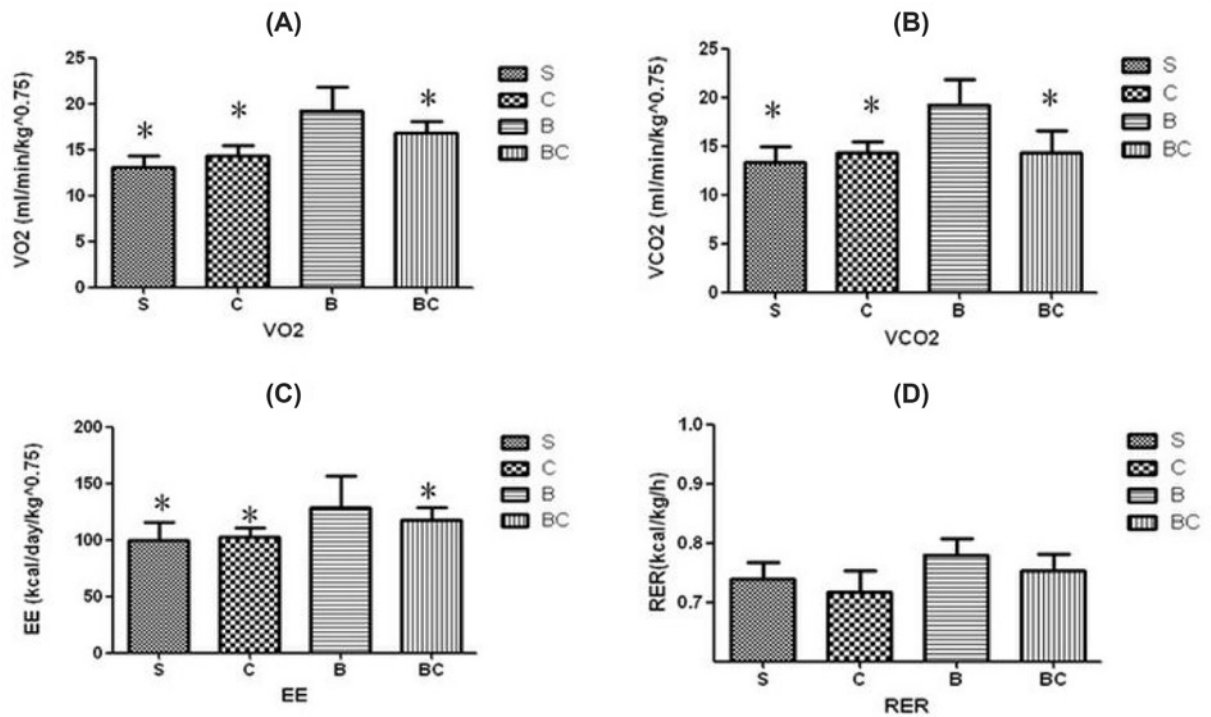 (A)
VO2 (ml/min/kg^0.75)
25
20
15
10
5
0
*
*
*
S
C
B
BC
VO2
S
C
B
BC
(B)
VCO2 (ml/min/kg^0.75)
25
20
15
10
5
0
*
*
*
S
C
B
BC
VCO2
S
C
B
BC
(C)
EE (kcal/day/kg^0.75)
200
150
100
50
0
*
*
*
S
C
B
BC
EE
S
C
B
BC
(D)
RER(kcal/kg/h)
1.0
0.9
0.8
0.7
S
C
B
BC
RER
S
C
B
BC